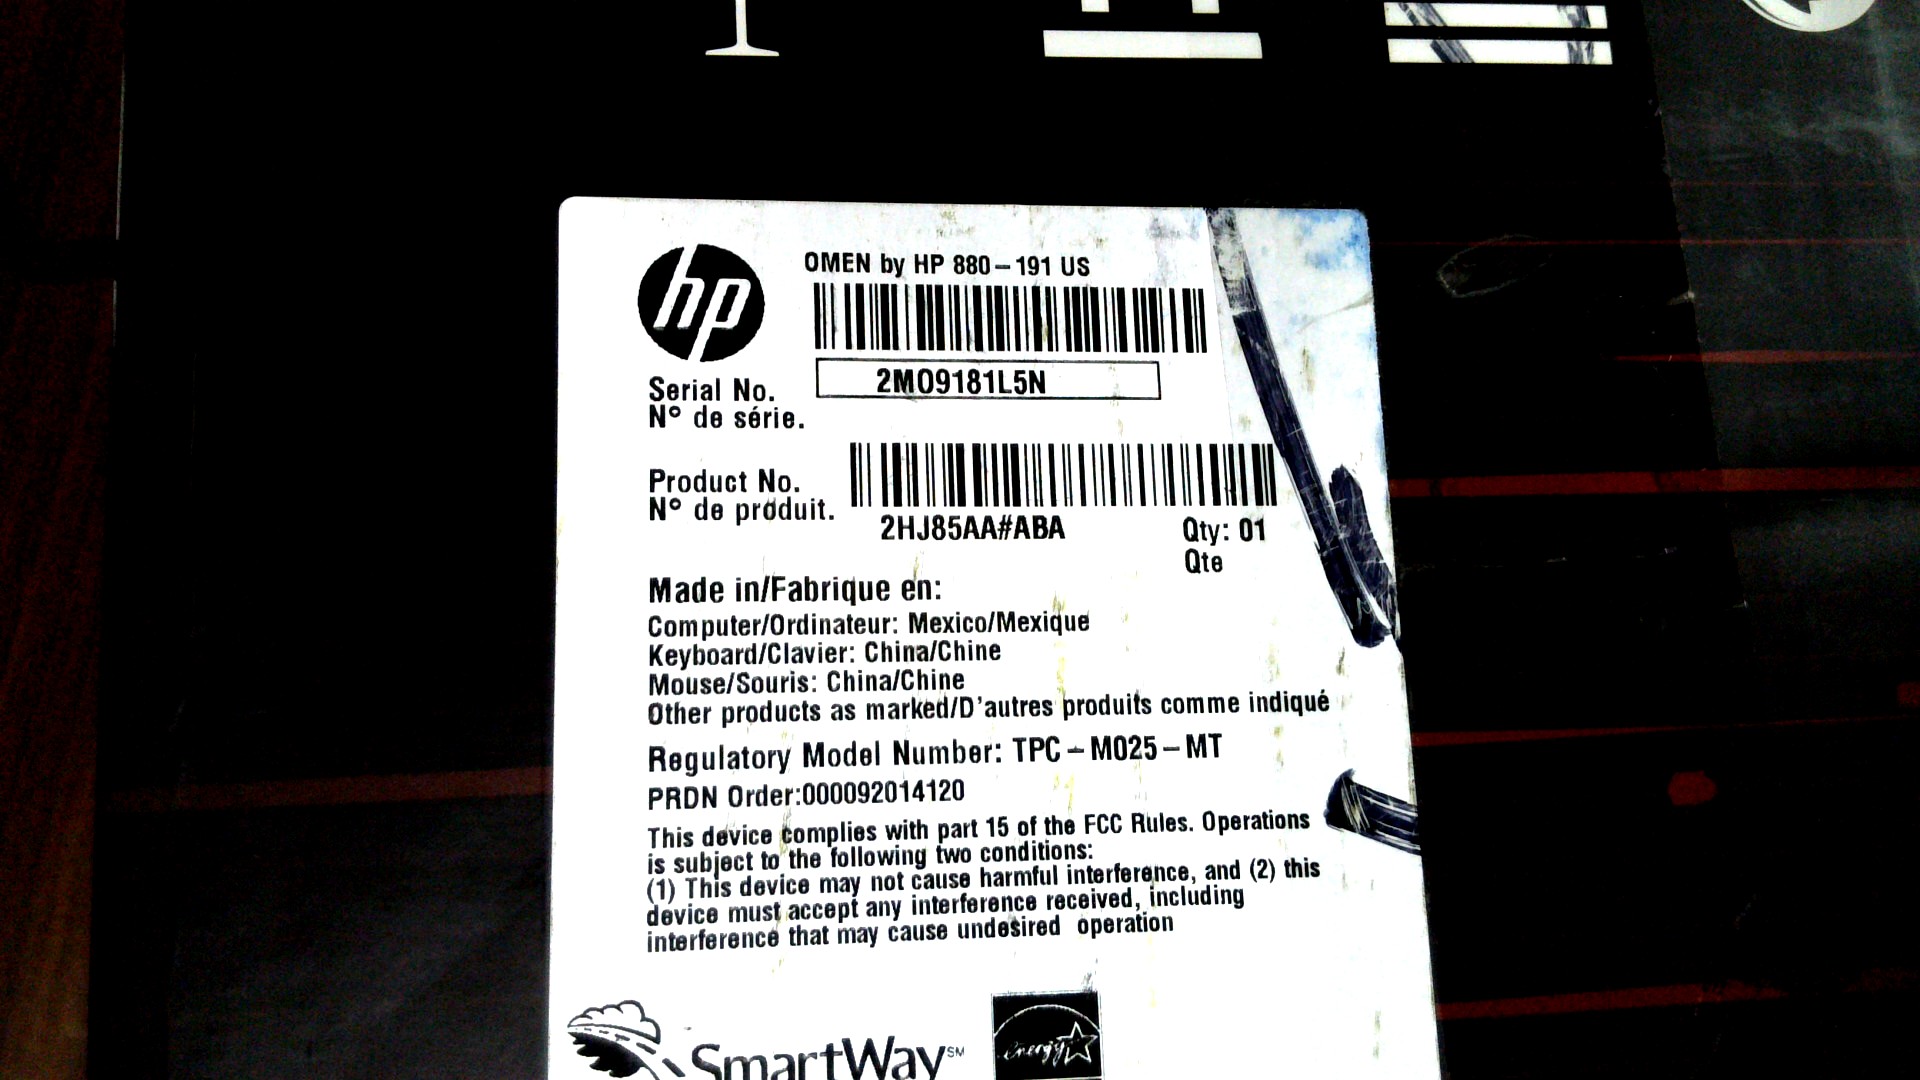 hp
OMEN by HP 880-191 US
2MO9181L5N
Serial No.
N° de série.
Product No.
N° de produit.
2HJ85AA#ABA
Qty: 01
Qte
Made in/Fabrique en:
Computer/Ordinateur: Mexico/Mexique
Keyboard/Clavier: China/Chine
Mouse/Souris: China/Chine
Other products as marked/D'autres produits comme indiqué
Regulatory Model Number: TPC-M025-MT
PRDN Order:000092014120
This device complies with part 15 of the FCC Rules. Operations
is subject to the following two conditions:
(1) This device may not cause harmful interference, and (2) this
device must accept any interference received, including
interference that may cause undesired operation
SmartWay SM
energy